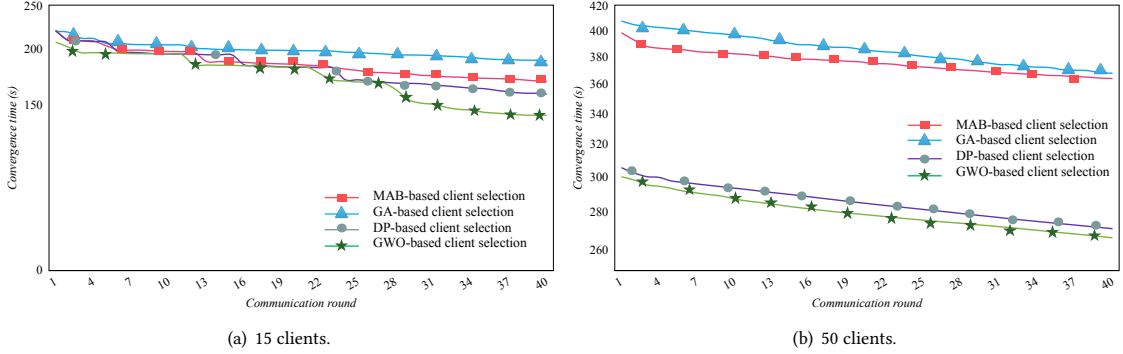 250
200
150
0
Convergence time (s)
MAB-based client selection
GA-based client selection
DP-based client selection
GWO-based client selection
1 4 7 10 13 16 19 22 25 28 31 34 37 40
Communication round
(a) 15 clients.
420
400
380
360
340
320
300
280
260
Convergence time (s)
MAB-based client selection
GA-based client selection
DP-based client selection
GWO-based client selection
1 4 7 10 13 16 19 22 25 28 31 34 37 40
Communication round
(b) 50 clients.